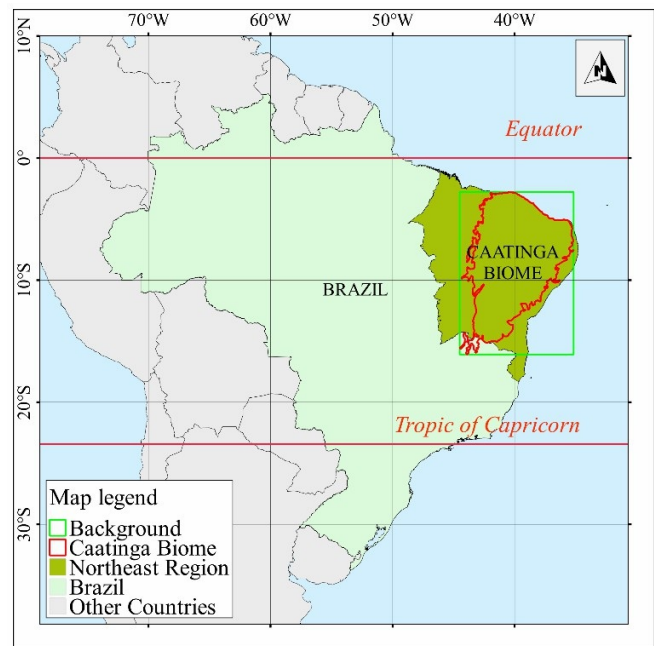 70°W 60°W 50°W 40°W
10°N
N
Equator
0°
CAATINGA
BIOME
10°S
BRAZIL
20°S
Tropic of Capricorn
Map legend
30°S
Background
Caatinga Biome
Northeast Region
Brazil
Other Countries